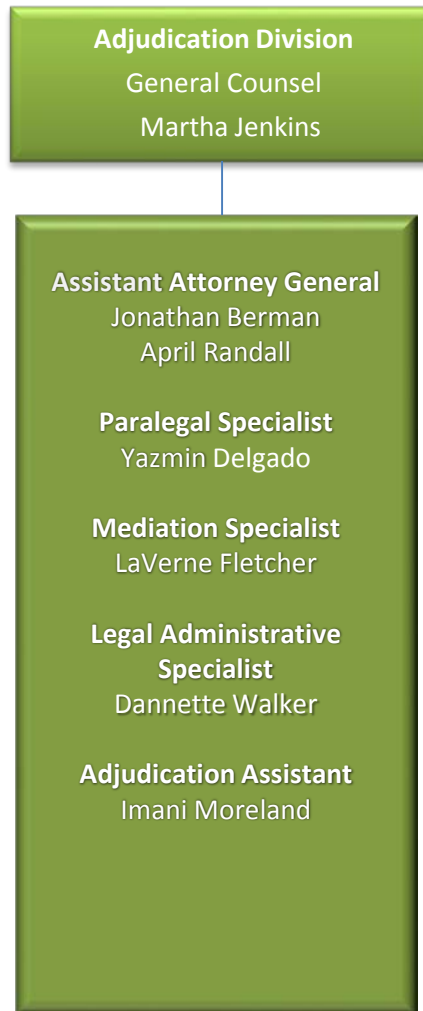 Adjudication Division
General Counsel
Martha Jenkins
Assistant Attorney General
Jonathan Berman
April Randall
Paralegal Specialist
Yazmin Delgado
Mediation Specialist
LaVerne Fletcher
Legal Administrative
Specialist
Dannette Walker
Adjudication Assistant
Imani Moreland